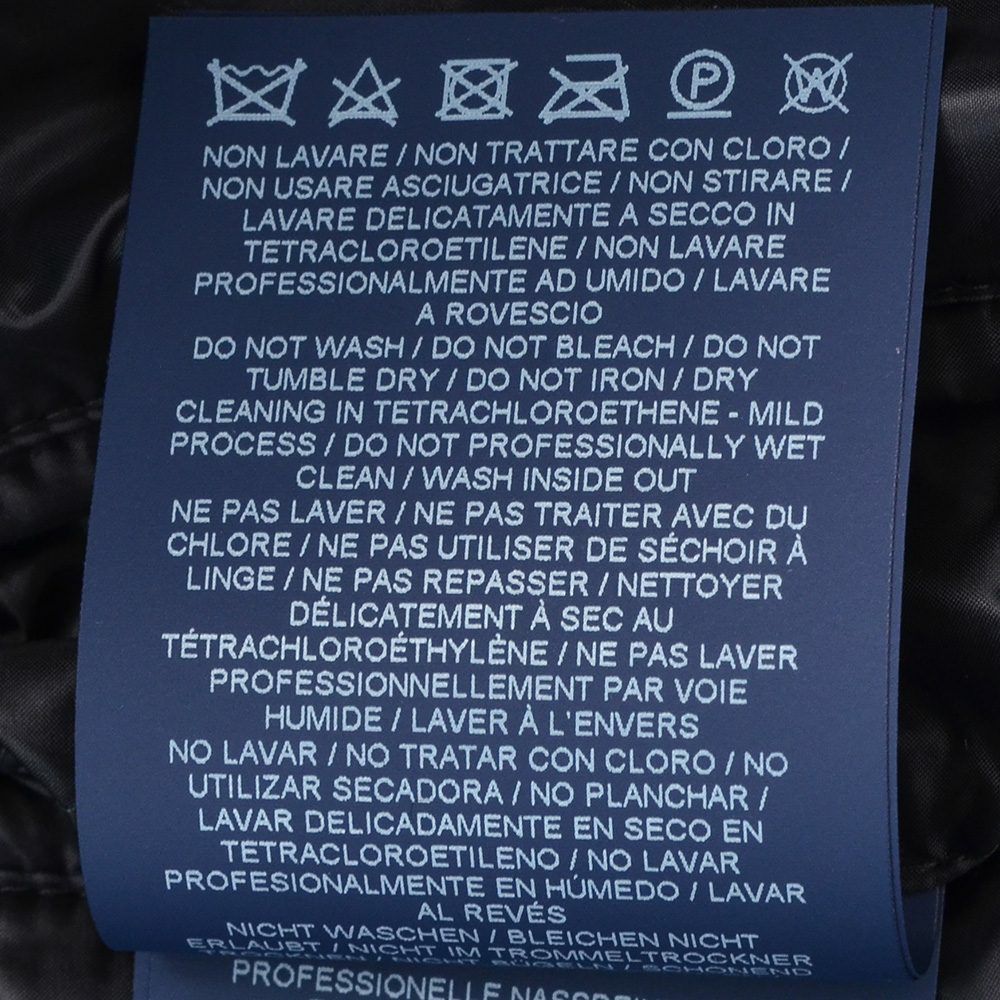 P W
NON LAVARE / NON TRATTARE CON CLORO /
NON USARE ASCIUGATRICE / NON STIRARE /
LAVARE DELICATAMENTE A SECCO IN
TETRACLOROETILENE / NON LAVARE
PROFESSIONALMENTE AD UMIDO / LAVARE
A ROVESCIO
DO NOT WASH / DO NOT BLEACH / DO NOT
TUMBLE DRY / DO NOT IRON / DRY
CLEANING IN TETRACHLOROETHENE - MILD
PROCESS / DO NOT PROFESSIONALLY WET
CLEAN / WASH INSIDE OUT
NE PAS LAVER / NE PAS TRAITER AVEC DU
CHLORE / NE PAS UTILISER DE SÉCHOIR À
LINGE / NE PAS REPASSER / NETTOYER
DÉLICATEMENT À SEC AU
TÉTRACHLOROÉTHYLÈNE / NE PAS LAVER
PROFESSIONNELLEMENT PAR VOIE
HUMIDE / LAVER À L'ENVERS
NO LAVAR / NO TRATAR CON CLORO / NO
UTILIZAR SECADORA / NO PLANCHAR /
LAVAR DELICADAMENTE EN SECO EN
TETRACLOROETILENO / NO LAVAR
PROFESIONALMENTE EN HÚMEDO / LAVAR
AL REVÉS
NICHT WASCHEN / BLEICHEN NICHT
ERLAUBT / NICHT IM TROMMELTROCKNER
TROCKNEN / NICHT BÜGELN / SCHONEND
PROFESSIONELLE